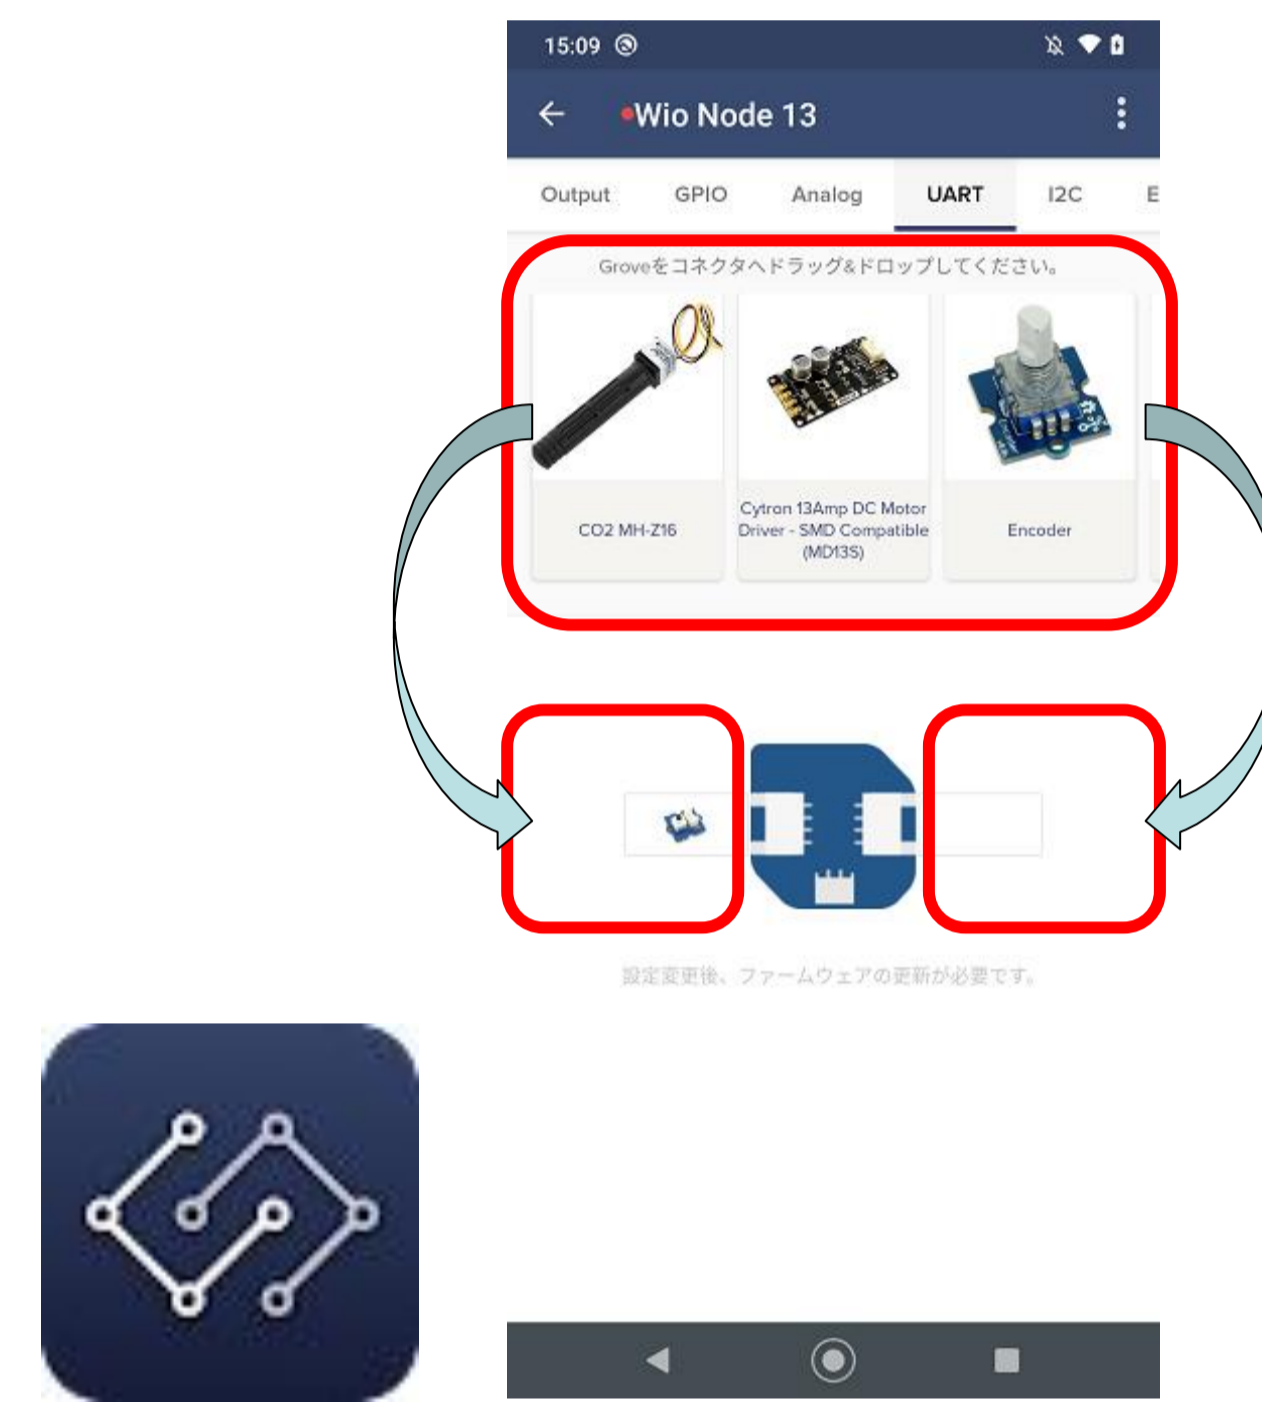 15:09
Wio Node 13
Output GPIO Analog UART I2C E
Groveをコネクタへドラッグ&ドロップしてください。
CO2 MH-Z16
Cytron 13Amp DC Motor
Driver - SMD Compatible
(MD13S)
Encoder
設定変更後、ファームウェアの更新が必要です。